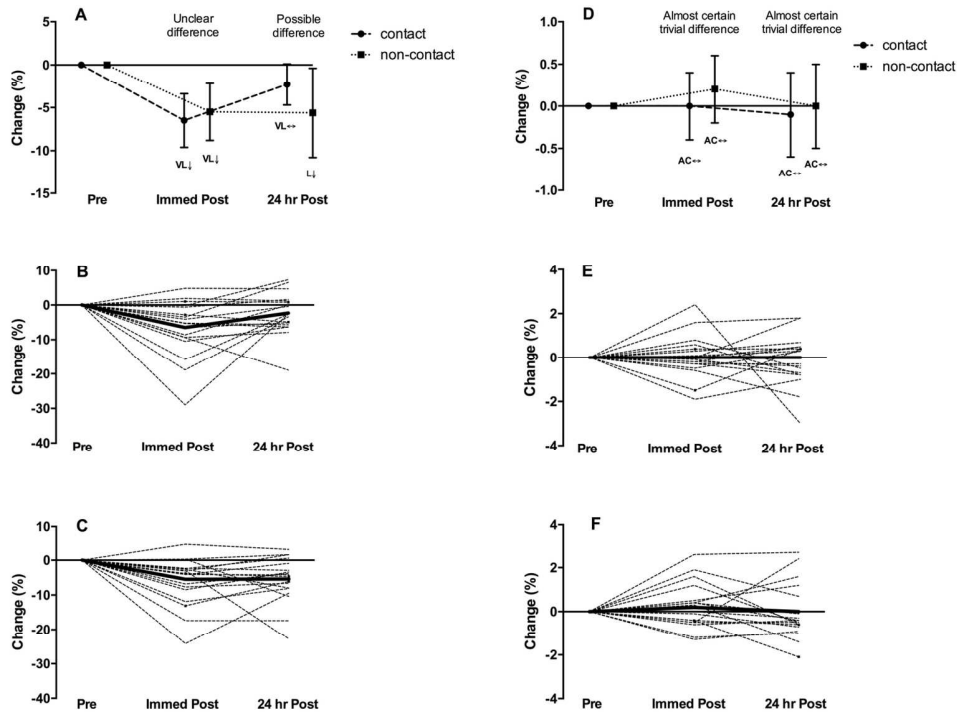 A
Unclear difference
Possible difference
contact
non-contact
Change (%)
5
0
-5
-10
-15
VL↓
VL↓
VL↔
L↓
Pre
Immed Post
24 hr Post
D
Almost certain trivial difference
Almost certain trivial difference
contact
non-contact
Change (%)
1.0
0.5
0.0
-0.5
-1.0
AC↔
AC↔
AC↔
Pre
Immed Post
24 hr Post
B
Change (%)
10
0
-10
-20
-30
-40
Pre
Immed Post
24 hr Post
E
Change (%)
4
2
0
-2
-4
Pre
Immed Post
24 hr Post
C
Change (%)
10
0
-10
-20
-30
-40
Pre
Immed Post
24 hr Post
F
Change (%)
4
2
0
-2
-4
Pre
Immed Post
24 hr Post